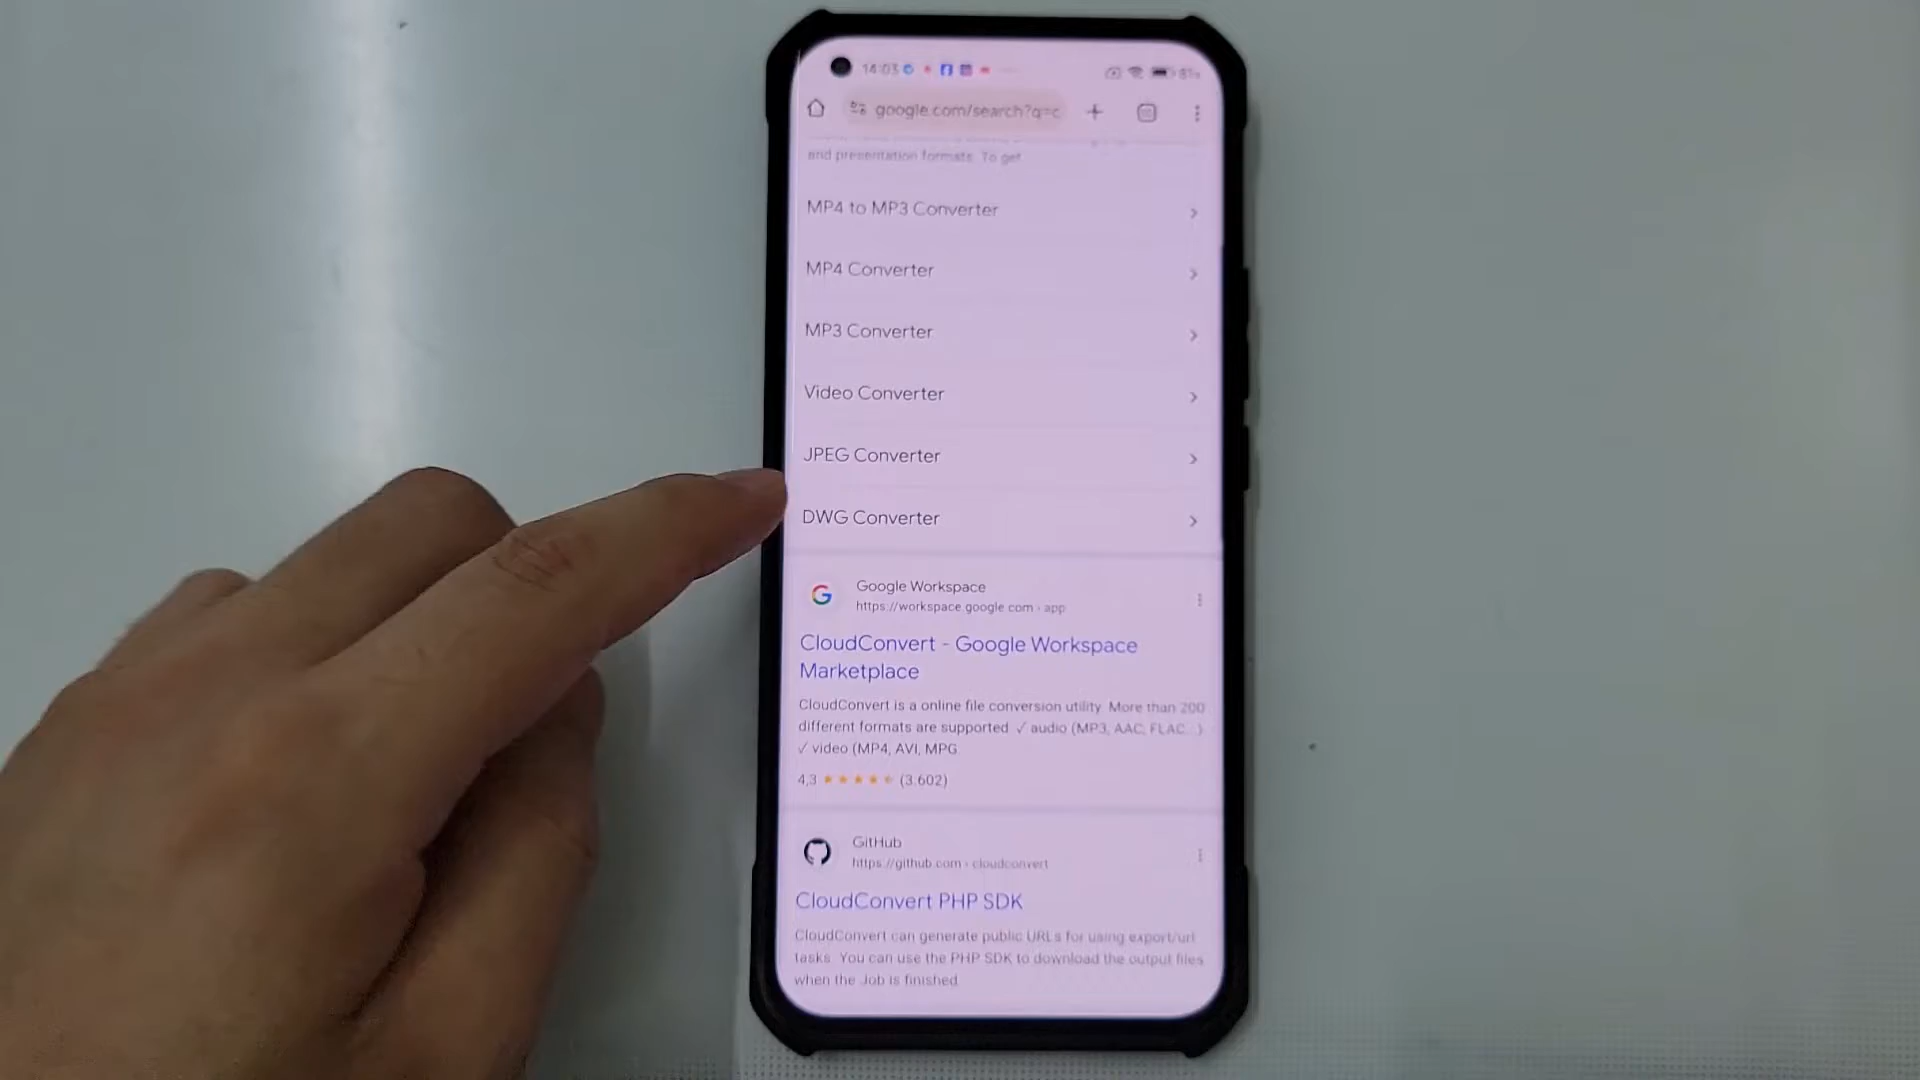 14:03
google.com/search?q=c
and presentation formats. To get
MP4 to MP3 Converter
MP4 Converter
MP3 Converter
Video Converter
JPEG Converter
DWG Converter
Google Workspace
https://workspace.google.com › app
CloudConvert - Google Workspace
Marketplace
CloudConvert is a online file conversion utility. More than 200
different formats are supported ✓ audio (MP3, AAC, FLAC...)
✓ video (MP4, AVI, MPG
4,3 ★★★★★ (3.602)
GitHub
https://github.com › cloudconvert
CloudConvert PHP SDK
CloudConvert can generate public URLs for using export/url
tasks. You can use the PHP SDK to download the output files
when the Job is finished